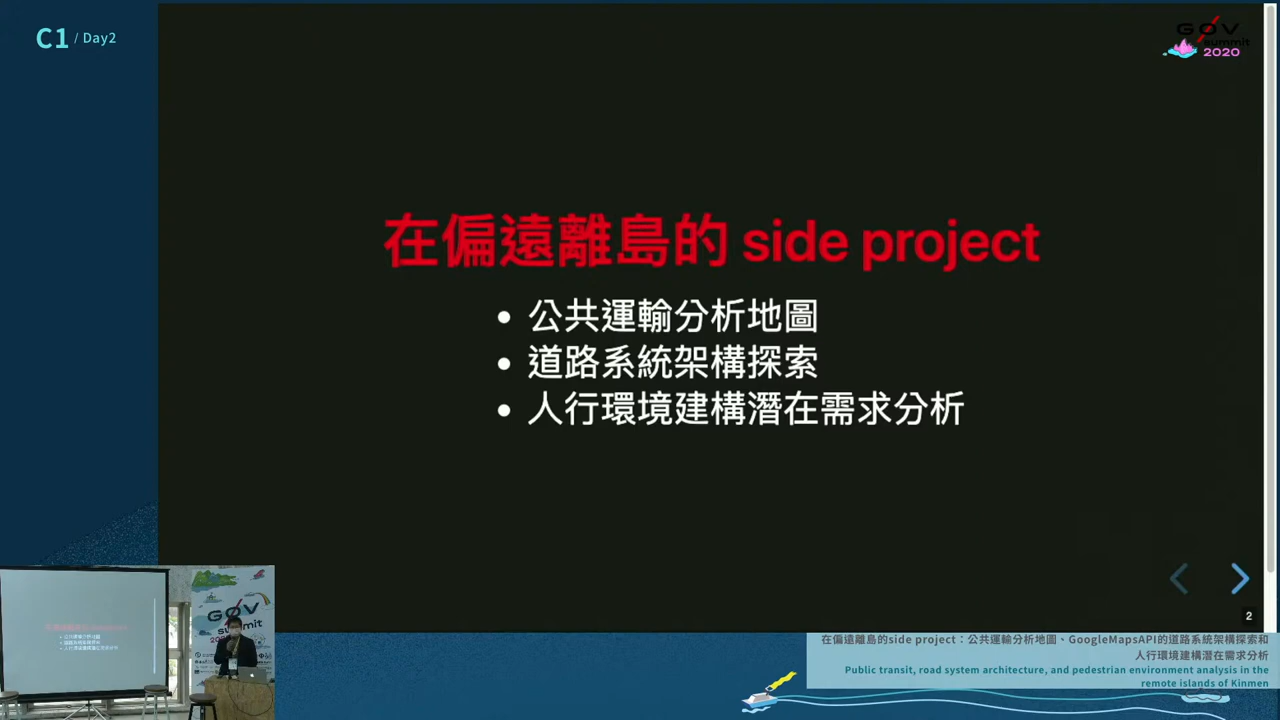 C1 / Day2
GØV
summit
2020
在偏遠離島的 side project
公共運輸分析地圖
道路系統架構探索
人行環境建構潛在需求分析
2
GØV
summit
在偏遠離島的side project：公共運輸分析地圖、GoogleMapsAPI的道路系統架構探索和
人行環境建構潛在需求分析
Public transit, road system architecture, and pedestrian environment analysis in the
remote islands of Kinmen